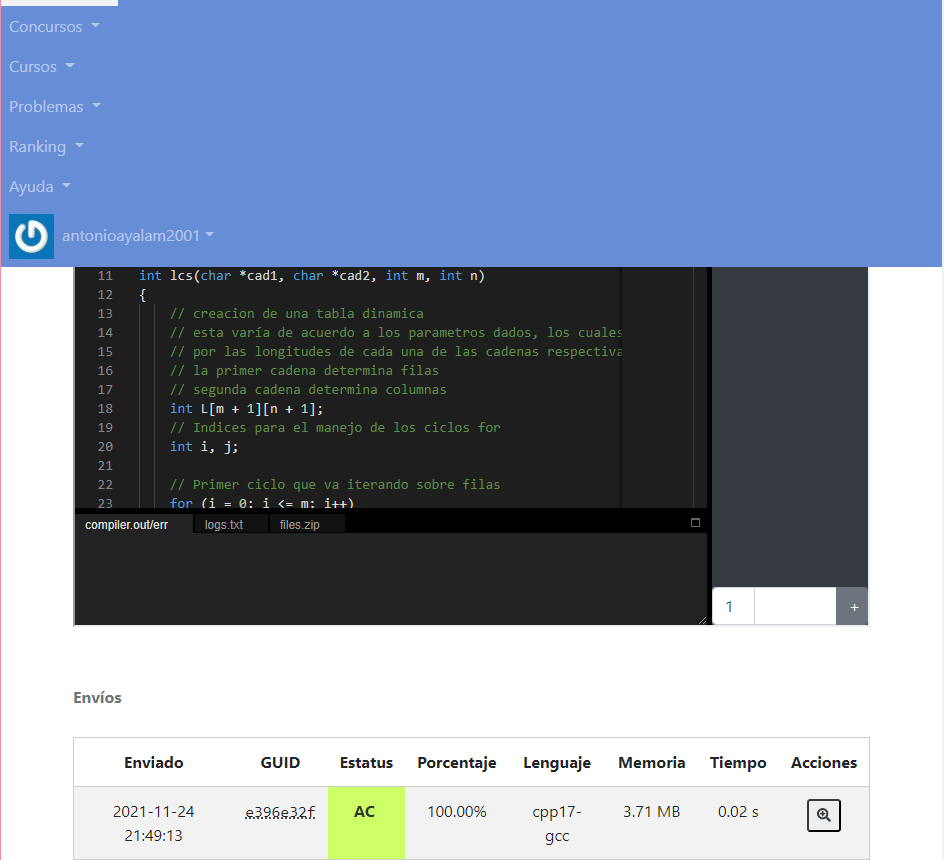 Concursos
Cursos
Problemas
Ranking
Ayuda
antonioayalam2001
11 int lcs(char *cad1, char *cad2, int m, int n)
12 {
13 // creacion de una tabla dinamica
14 // esta varía de acuerdo a los parametros dados, los cuales
15 // por las longitudes de cada una de las cadenas respectiva
16 // la primer cadena determina filas
17 // segunda cadena determina columnas
18 int L[m + 1][n + 1];
19 // Indices para el manejo de los ciclos for
20 int i, j;
21
22 // Primer ciclo que va iterando sobre filas
23 for (i = 0; i <= m; i++)
compiler.out/err logs.txt files.zip
1 +
Envíos
Enviado GUID Estatus Porcentaje Lenguaje Memoria Tiempo Acciones
2021-11-24 e396e32f AC 100.00% cpp17- 3.71 MB 0.02 s
21:49:13 gcc